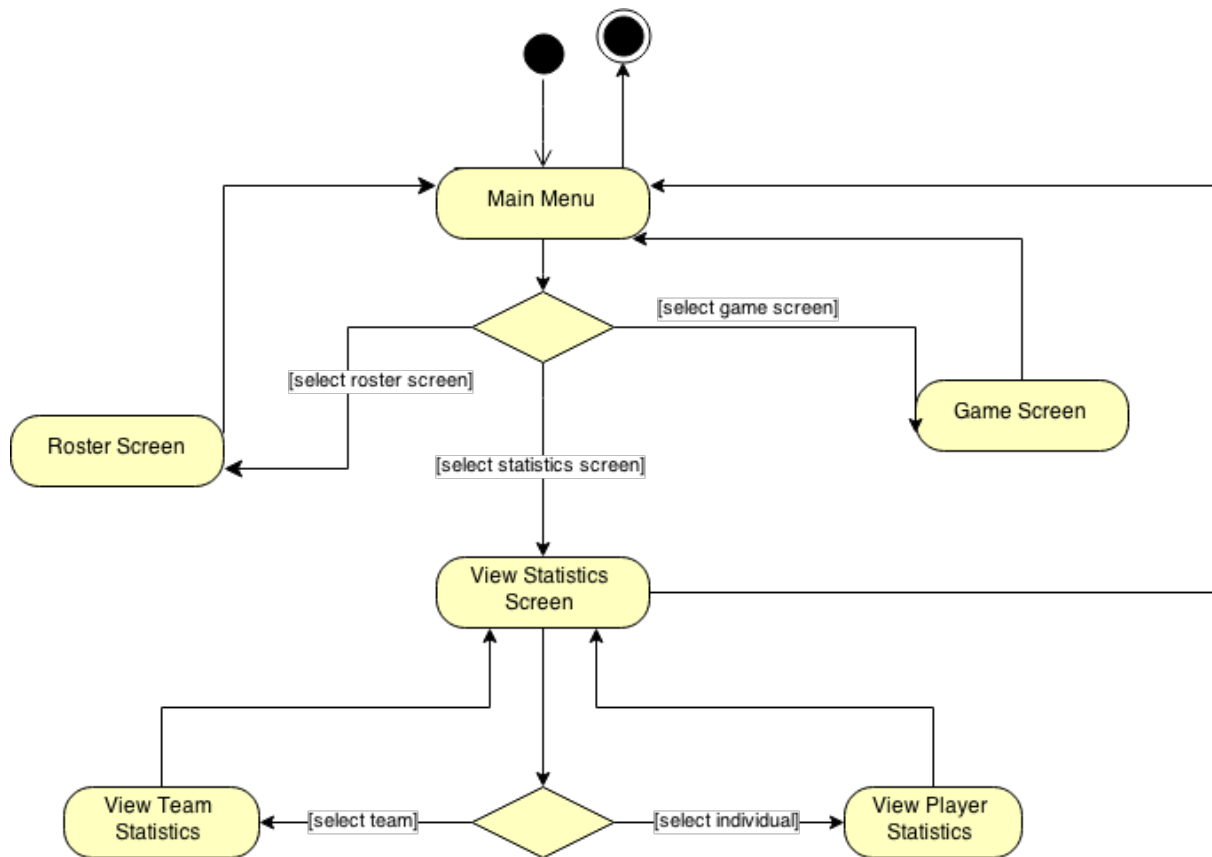 Main Menu
[select game screen]
[select roster screen]
Game Screen
Roster Screen
[select statistics screen]
View Statistics
Screen
View Team
Statistics
[select team]
[select individual]
View Player
Statistics